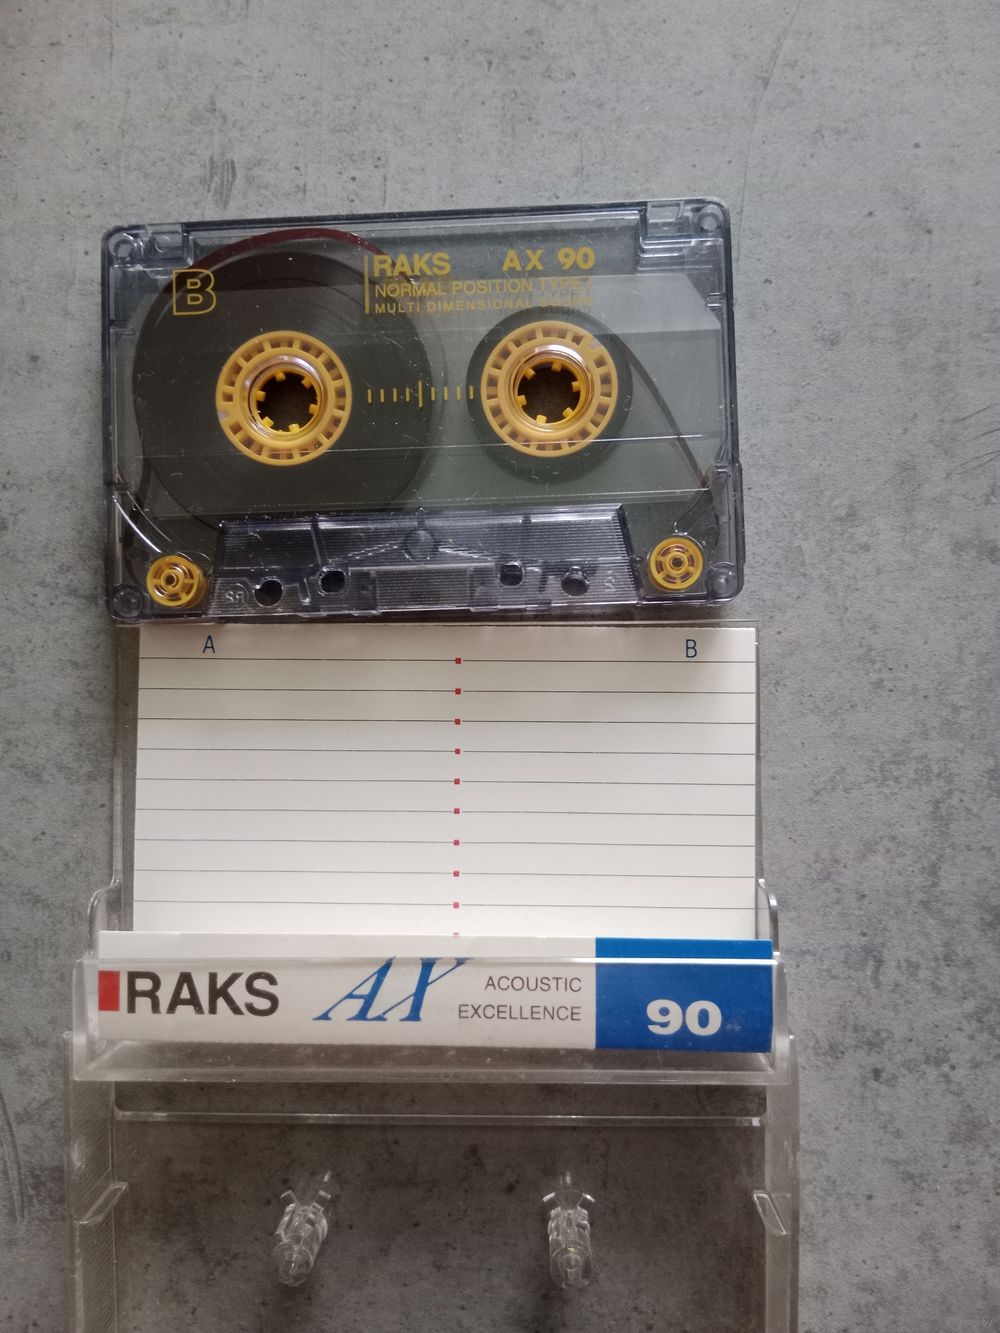 B
RAKS AX 90
NORMAL POSITION TYPE I
MULTI DIMENSIONAL SOUND
A B
RAKS AX ACOUSTIC
EXCELLENCE
90